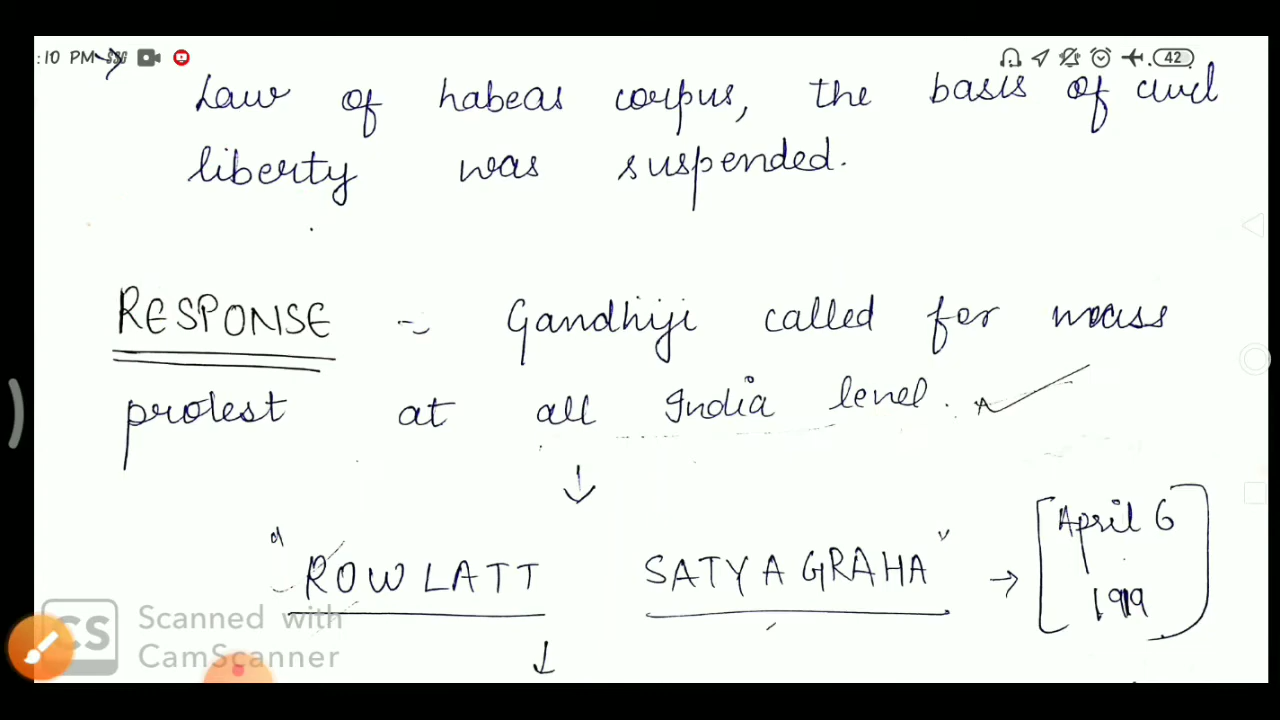 :10 PM
42
→ Law of habeas corpus, the basis of civil
liberty was suspended.
RESPONSE - Gandhiji called for mass
protest at all India level.
↓
"ROWLATT SATYAGRAHA" → [April 6
1919]
↓
CS Scanned with
CamScanner